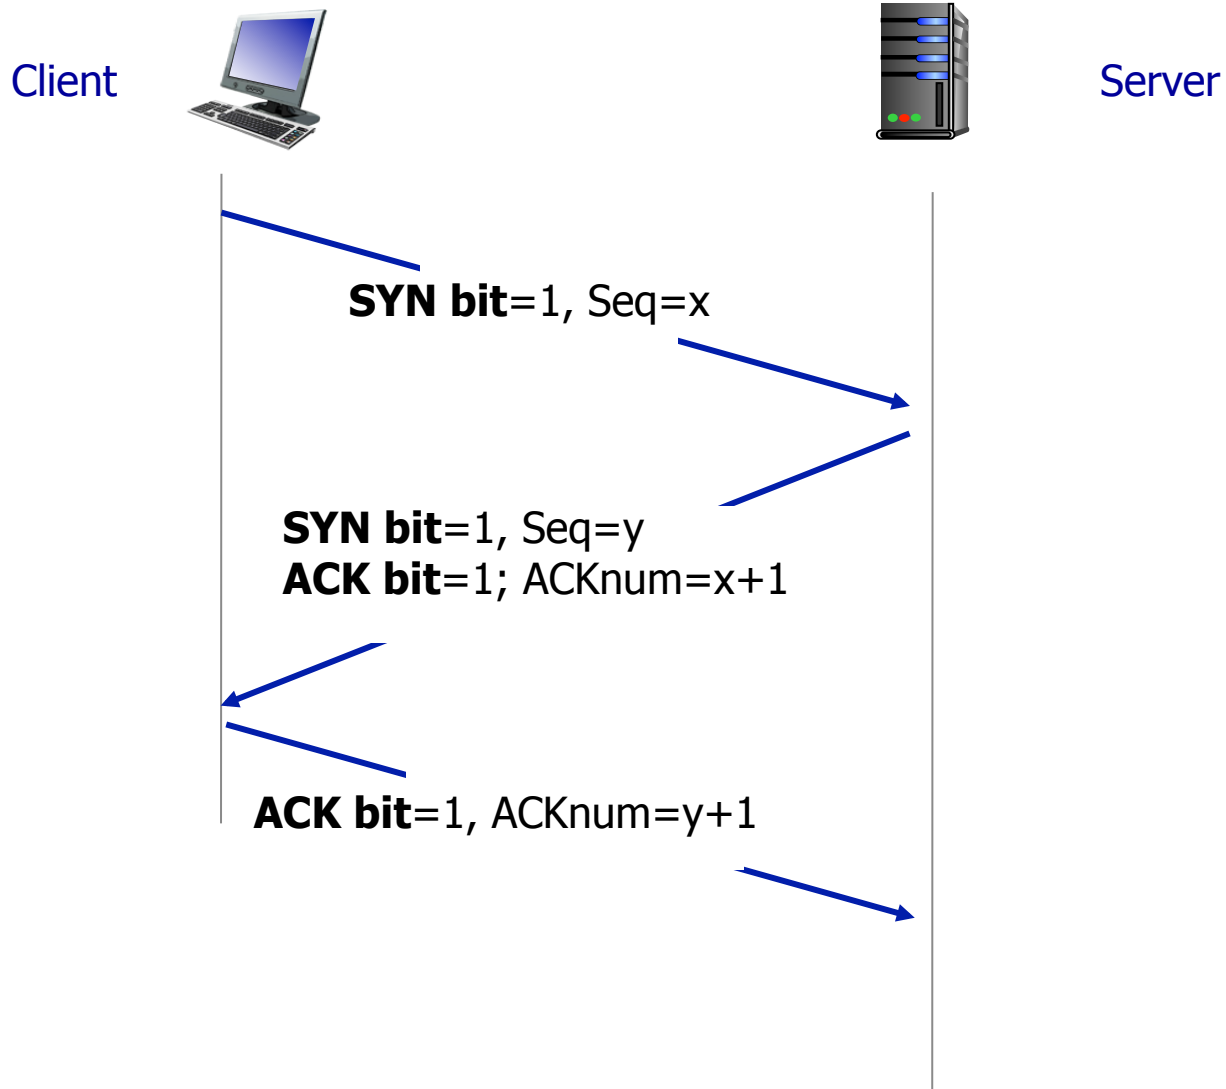 Client
Server
SYN bit=1, Seq=x
SYN bit=1, Seq=y
ACK bit=1; ACKnum=x+1
ACK bit=1, ACKnum=y+1